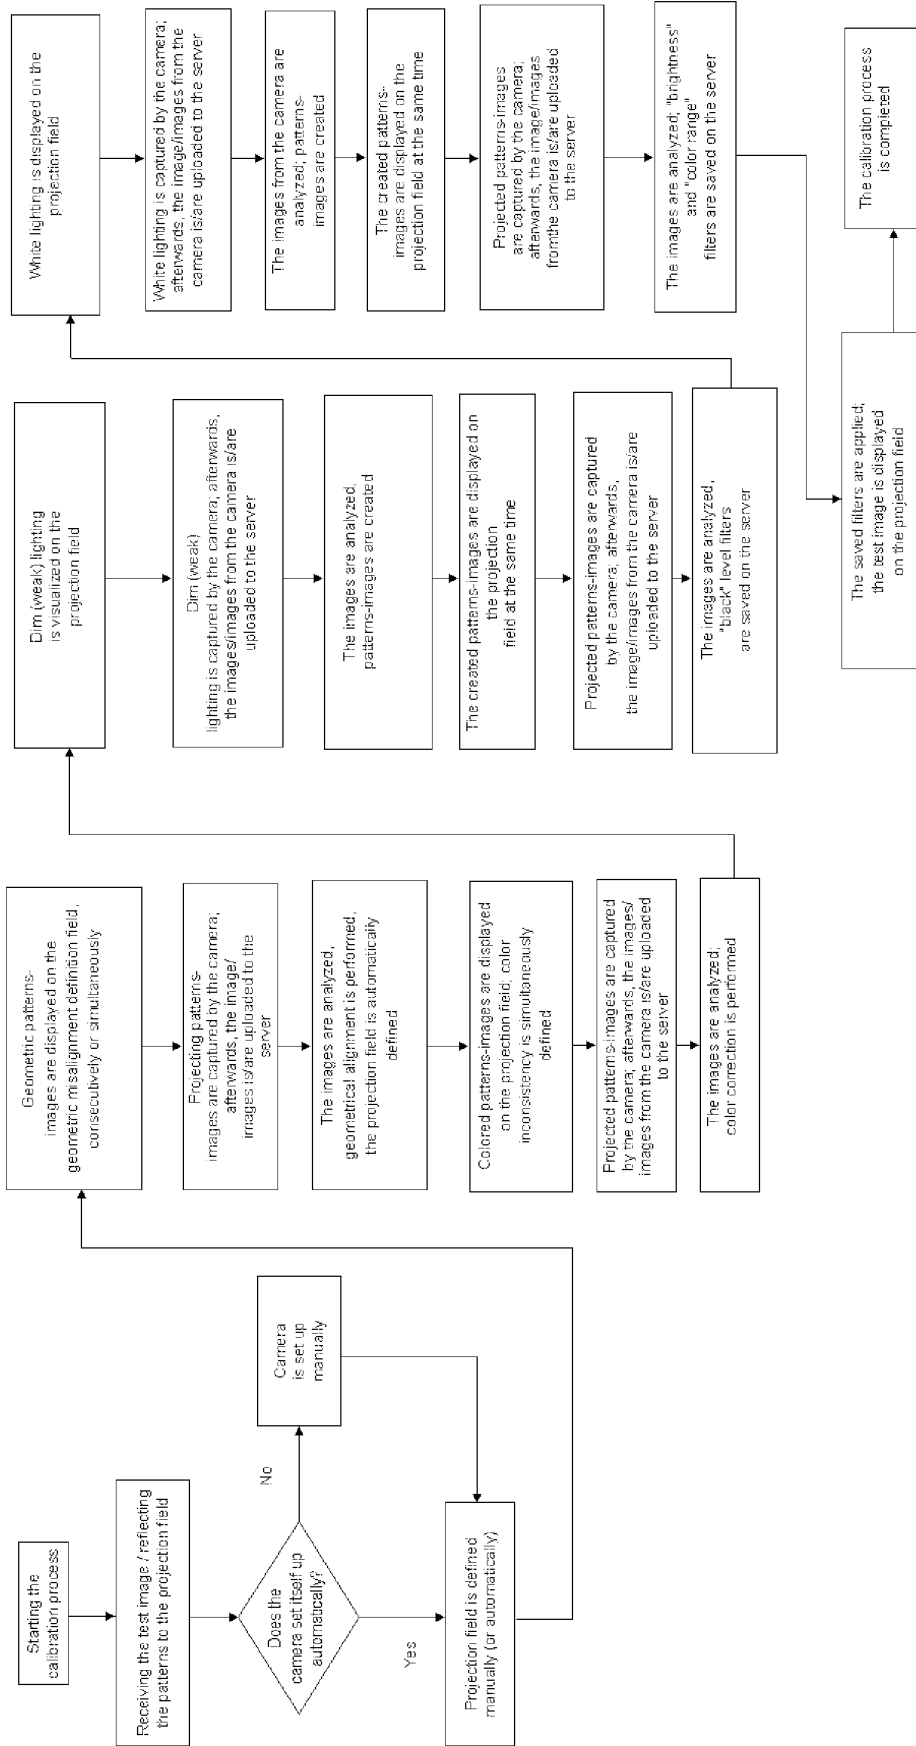 Starting the
calibration process
Receiving the test image / reflecting
the patterns to the projection field
Does the
camera set itself up
automatically?
No
Yes
Camera
is set up
manually
Projection field is defined
manually (or automatically)
Geometric patterns-
images are displayed on the
geometric misalignment definition field,
consecutively or simultaneously
Projecting patterns-
images are captured by the camera;
afterwards, the image/
images is/are uploaded to the
server
The images are analyzed,
geometrical alignment is performed,
the projection field is automatically
defined
Colored patterns-images are displayed
on the projection field; color
inconsistency is simultaneously
defined
Projected patterns-images are captured
by the camera; afterwards, the images/
images from the camera is/are uploaded
to the server
The images are analyzed;
color correction is performed
Dim (weak) lighting
is visualized on the
projection field
Dim (weak)
lighting is captured by the camera, afterwards,
the images/images from the camera is/are
uploaded to the server
The images are analyzed,
patterns-images are created
The created patterns-images are displayed on
the projection
field at the same time
Projected patterns-images are captured
by the camera, afterwards,
the image/images from the camera is/are
uploaded to the server
The images are analyzed,
"black" level filters
are saved on the server
White lighting is displayed on the
projection field
White lighting is captured by the camera;
afterwards, the image/images from the
camera is/are uploaded to the server
The images from the camera are
analyzed; patterns-
images are created
The created patterns-
images are displayed on the
projection field at the same time
Projected patterns-images
are captured by the camera;
afterwards, the image/images
fromthe camera is/are uploaded
to the server
The images are analyzed; "brightness"
and "color range"
filters are saved on the server
The saved filters are applied;
the test image is displayed
on the projection field
The calibration process
is completed